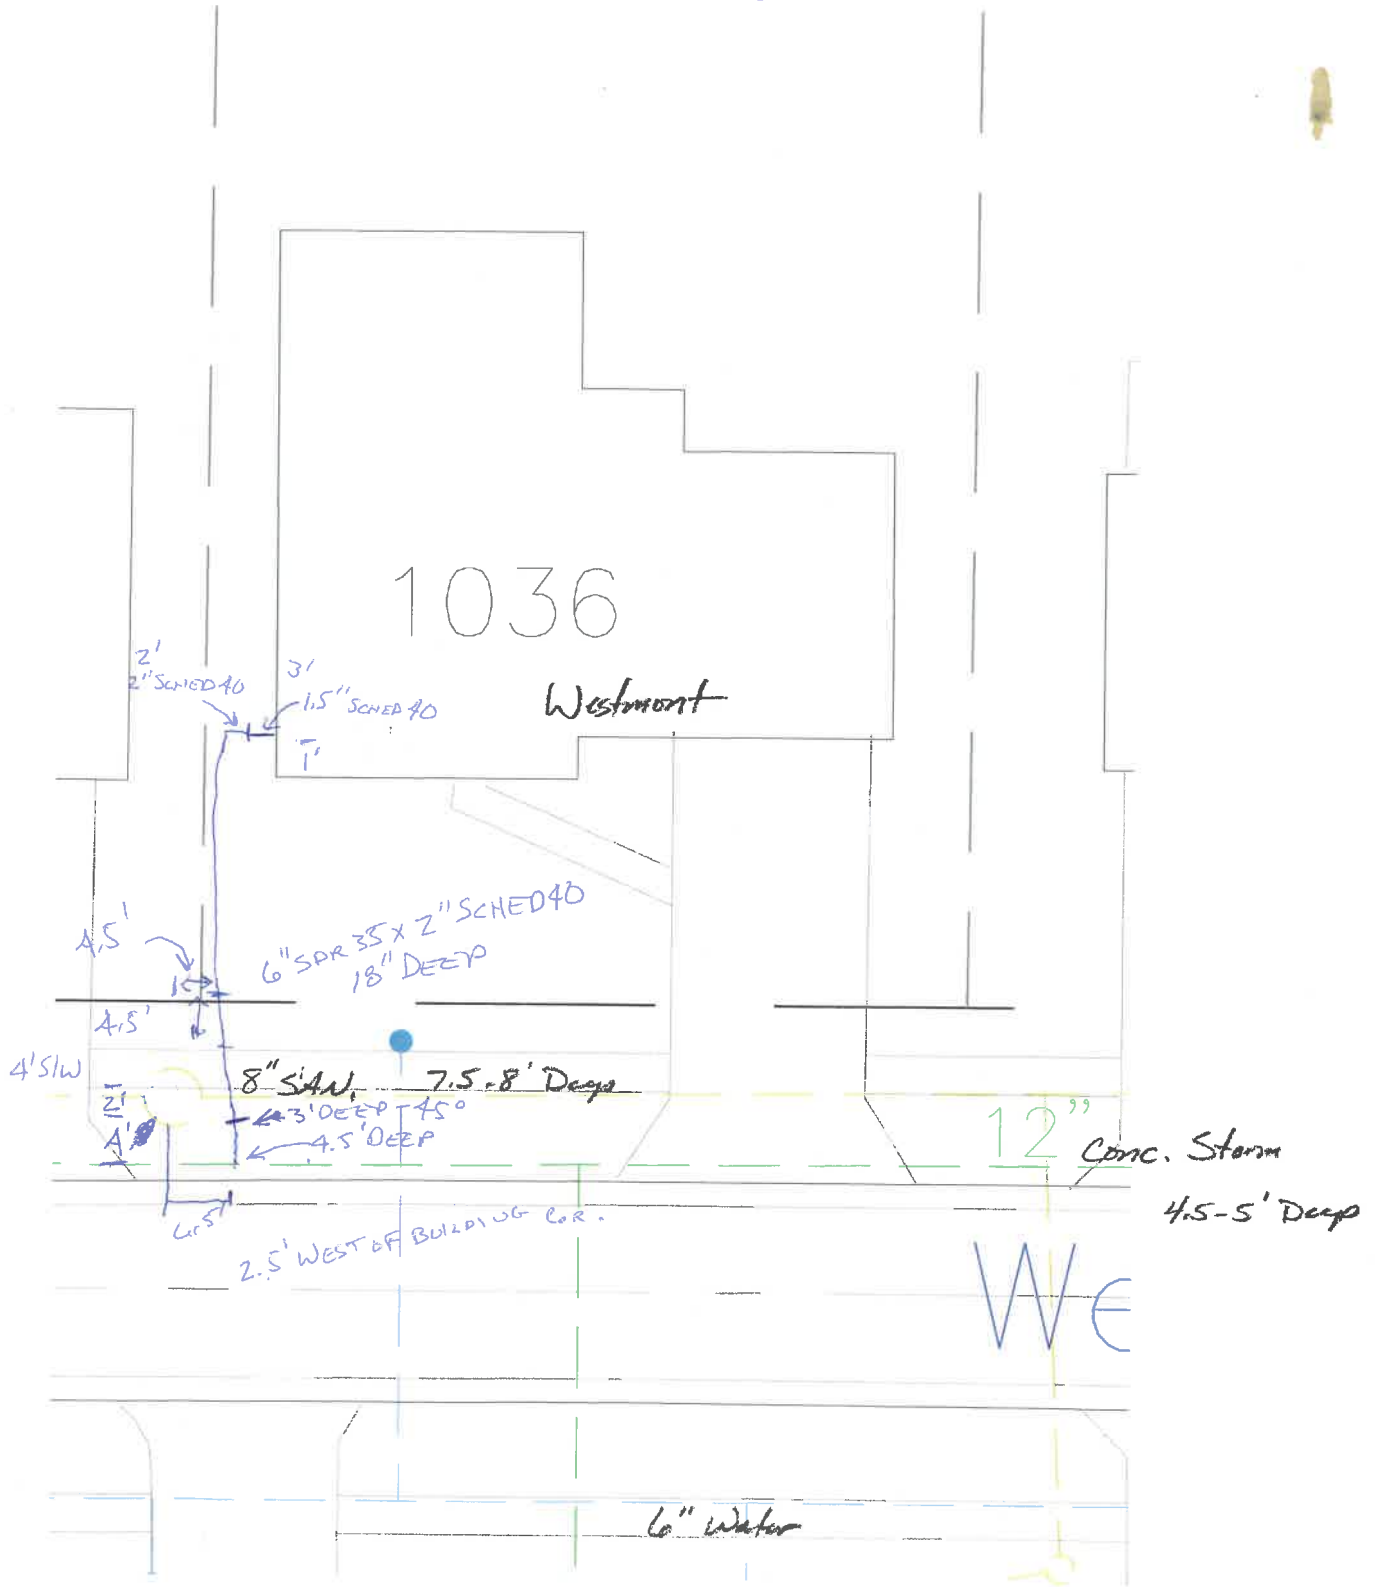 1036
Westmont
2'
2" SCHED 40
3'
1.5" SCHED 40
1'
4.5'
6" SDR 35 x 2" SCHED 40
18" DEEP
4.5'
4' S/W
8" SAN.
7.5-8' Deep
2'
3' DEEP - 45°
4'
4.5' DEEP
12"
Conc. Storm
4.5-5' Deep
6.5'
2.5' WEST OF BUILDING COR.
We
6" Water